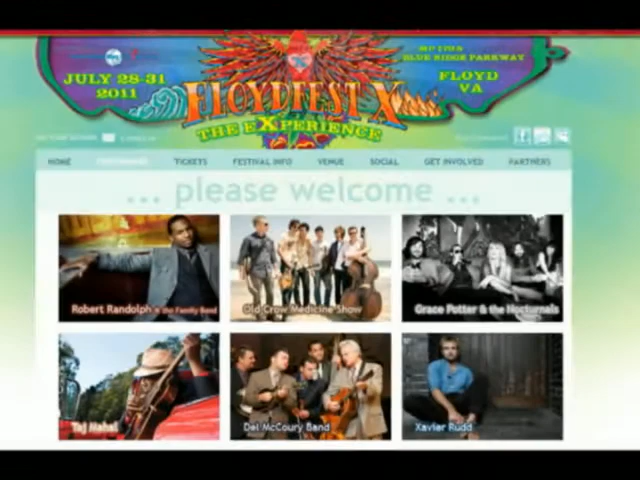 JULY 28-31
2011
MP 170.5
BLUE RIDGE PARKWAY
FLOYD
VA
FLOYDFEST X
THE EXPERIENCE
HOME
TICKETS
FESTIVAL INFO
VENUE
SOCIAL
GET INVOLVED
PARTNERS
... please welcome ...
Robert Randolph & the Family Band
Old Crow Medicine Show
Grace Potter & the Nocturnals
Taj Mahal
Del McCoury Band
Xavier Rudd